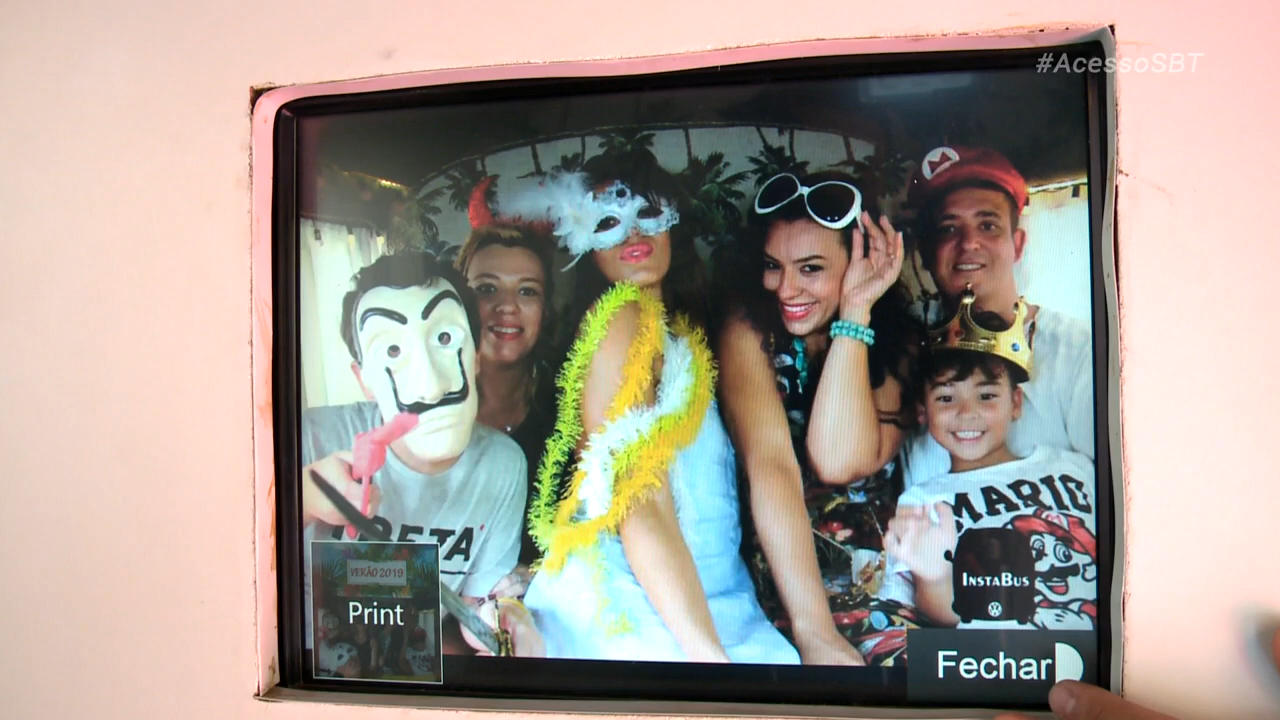 #AcessoSBT
MARIO
INSTABUS
VERÃO 2019
Print
Fechar